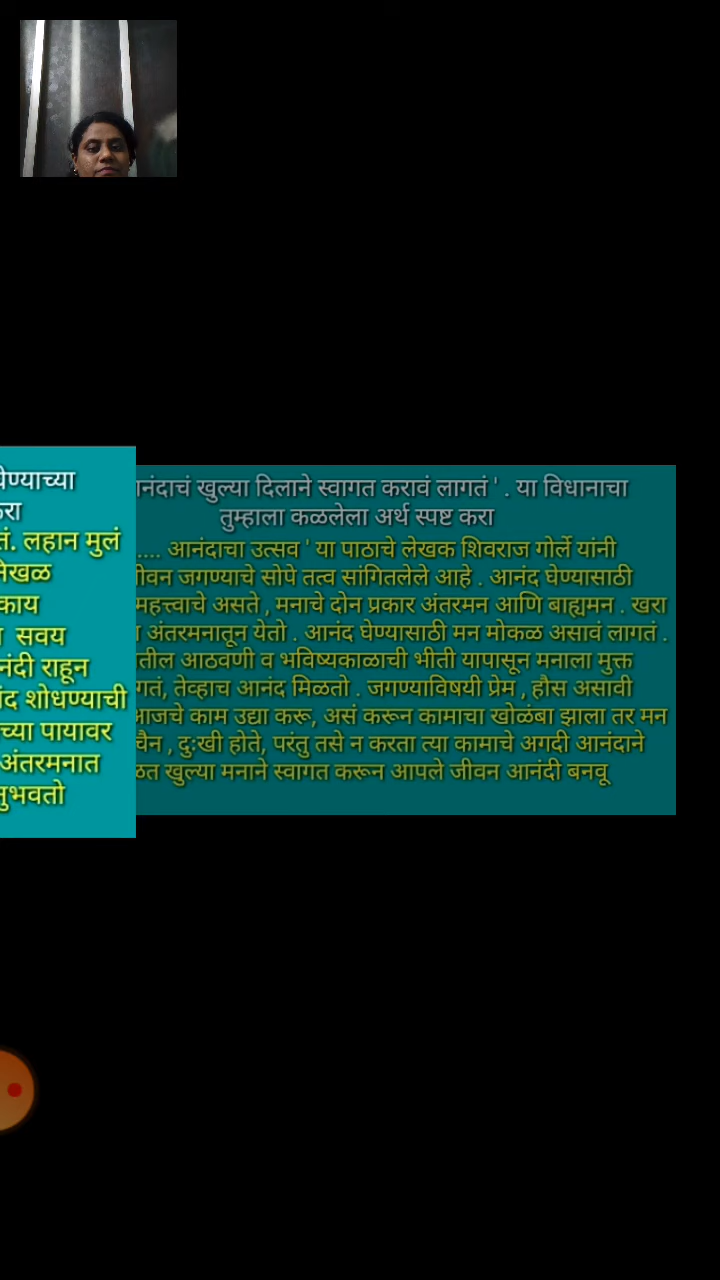 ण्याच्या
रा
तं. लहान मुलं
मेखळ
काय
सवय
नंदी राहून
द शोधण्याची
च्या पायावर
अंतरमनात
नुभवतो
नंदाचं खुल्या दिलाने स्वागत करावं लागतं ' . या विधानाचा
तुम्हाला कळलेला अर्थ स्पष्ट करा
.... आनंदाचा उत्सव ' या पाठाचे लेखक शिवराज गोर्ले यांनी
ीवन जगण्याचे सोपे तत्व सांगितलेले आहे . आनंद घेण्यासाठी
महत्त्वाचे असते , मनाचे दोन प्रकार अंतरमन आणि बाह्यमन . खरा
अंतरमनातून येतो . आनंद घेण्यासाठी मन मोकळ असावं लागतं .
तील आठवणी व भविष्यकाळाची भीती यापासून मनाला मुक्त
गतं, तेव्हाच आनंद मिळतो . जगण्याविषयी प्रेम , हौस असावी
आजचे काम उद्या करू, असं करून कामाचा खोळंबा झाला तर मन
चैन , दुःखी होते, परंतु तसे न करता त्या कामाचे अगदी आनंदाने
ळत खुल्या मनाने स्वागत करून आपले जीवन आनंदी बनवू